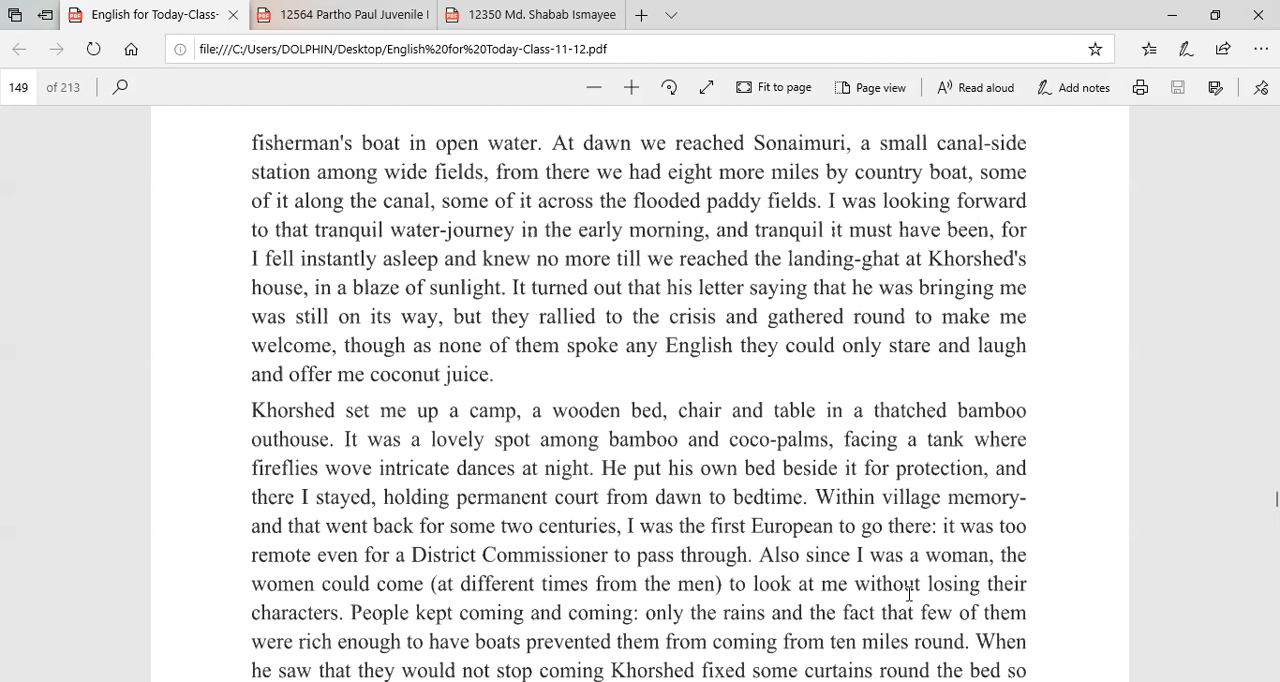 English for Today-Class-
12564 Partho Paul Juvenile I
12350 Md. Shabab Ismayee
file:///C:/Users/DOLPHIN/Desktop/English%20for%20Today-Class-11-12.pdf
149 of 213
Fit to page
Page view
Read aloud
Add notes
fisherman's boat in open water. At dawn we reached Sonaimuri, a small canal-side
station among wide fields, from there we had eight more miles by country boat, some
of it along the canal, some of it across the flooded paddy fields. I was looking forward
to that tranquil water-journey in the early morning, and tranquil it must have been, for
I fell instantly asleep and knew no more till we reached the landing-ghat at Khorshed's
house, in a blaze of sunlight. It turned out that his letter saying that he was bringing me
was still on its way, but they rallied to the crisis and gathered round to make me
welcome, though as none of them spoke any English they could only stare and laugh
and offer me coconut juice.
Khorshed set me up a camp, a wooden bed, chair and table in a thatched bamboo
outhouse. It was a lovely spot among bamboo and coco-palms, facing a tank where
fireflies wove intricate dances at night. He put his own bed beside it for protection, and
there I stayed, holding permanent court from dawn to bedtime. Within village memory-
and that went back for some two centuries, I was the first European to go there: it was too
remote even for a District Commissioner to pass through. Also since I was a woman, the
women could come (at different times from the men) to look at me without losing their
characters. People kept coming and coming: only the rains and the fact that few of them
were rich enough to have boats prevented them from coming from ten miles round. When
he saw that they would not stop coming Khorshed fixed some curtains round the bed so